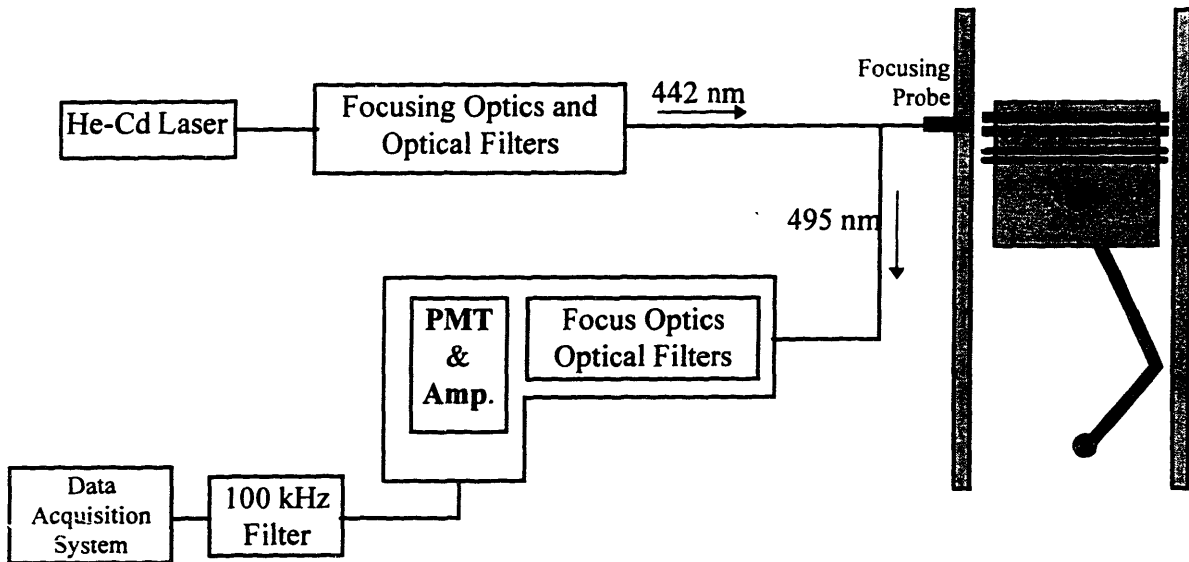 He-Cd Laser
Focusing Optics and
Optical Filters
442 nm
Focusing
Probe
495 nm
PMT
&
Amp.
Focus Optics
Optical Filters
Data
Acquisition
System
100 kHz
Filter